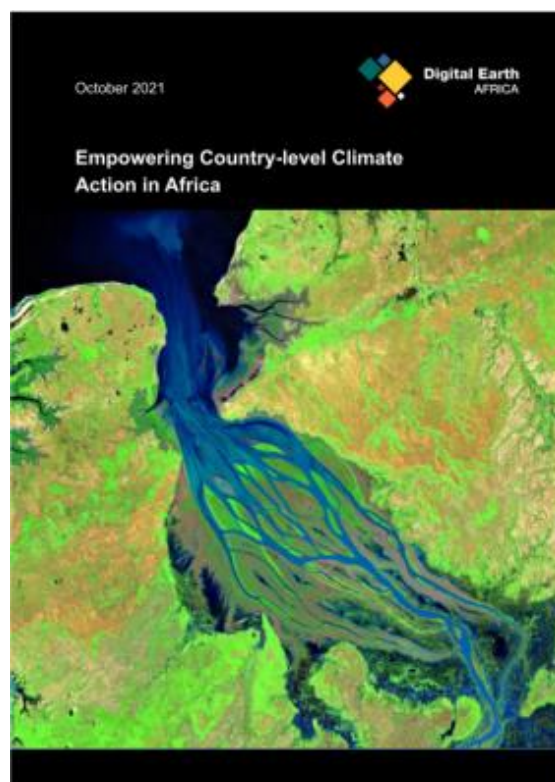 October 2021
Digital Earth
AFRICA
Empowering Country-level Climate
Action in Africa